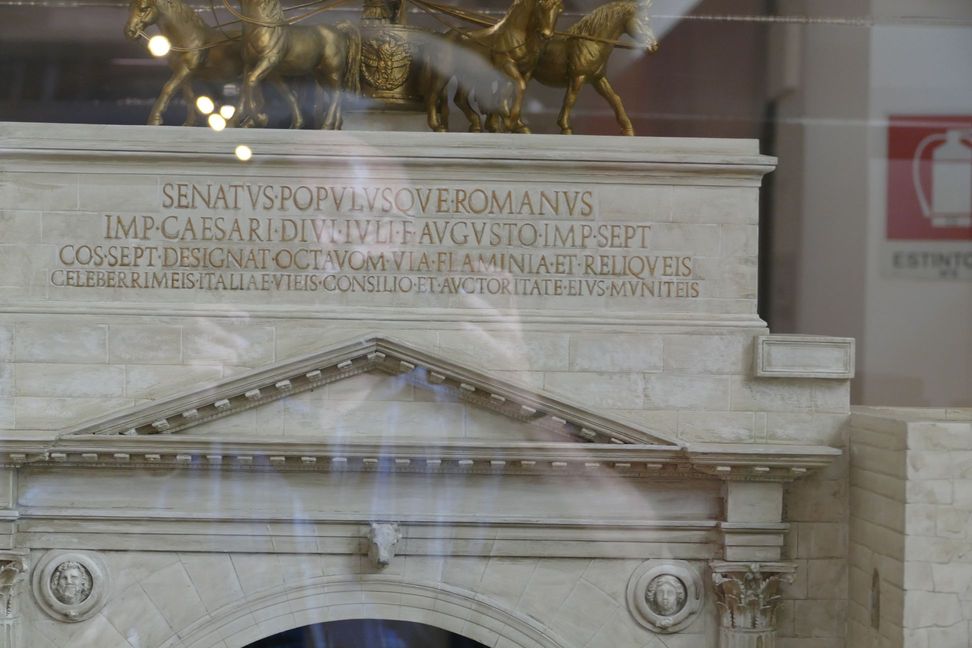 SENATVS·POPVLVSQVE·ROMANVS
IMP·CAESARI·DIVI·IVLI·F·AVGVSTO·IMP·SEPT
COS·SEPT·DESIGNAT·OCTAVOM·VIA·FLAMINIA·ET·RELIQVEIS
CELEBERRIMEIS·ITALIAE·VIEIS·CONSILIO·ET·AVCTORITATE·EIVS·MVNITEIS
ESTINTO